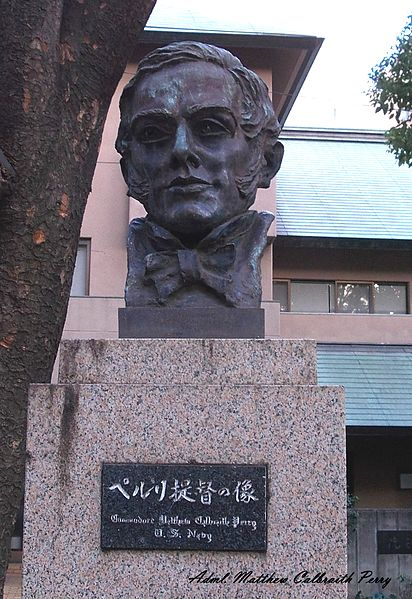 ペルリ提督の像
Commodore Matthew Calbraith Perry
U. S. Navy
Adml. Matthew Calbraith Perry